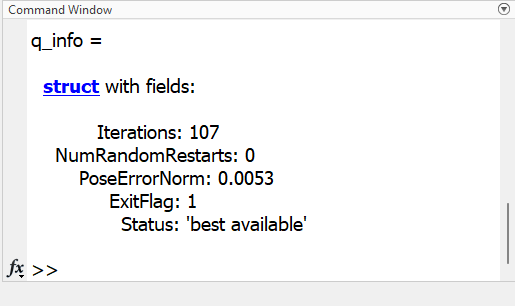 Command Window
q_info =
struct with fields:
Iterations: 107
NumRandomRestarts: 0
PoseErrorNorm: 0.0053
ExitFlag: 1
Status: 'best available'
fx >>